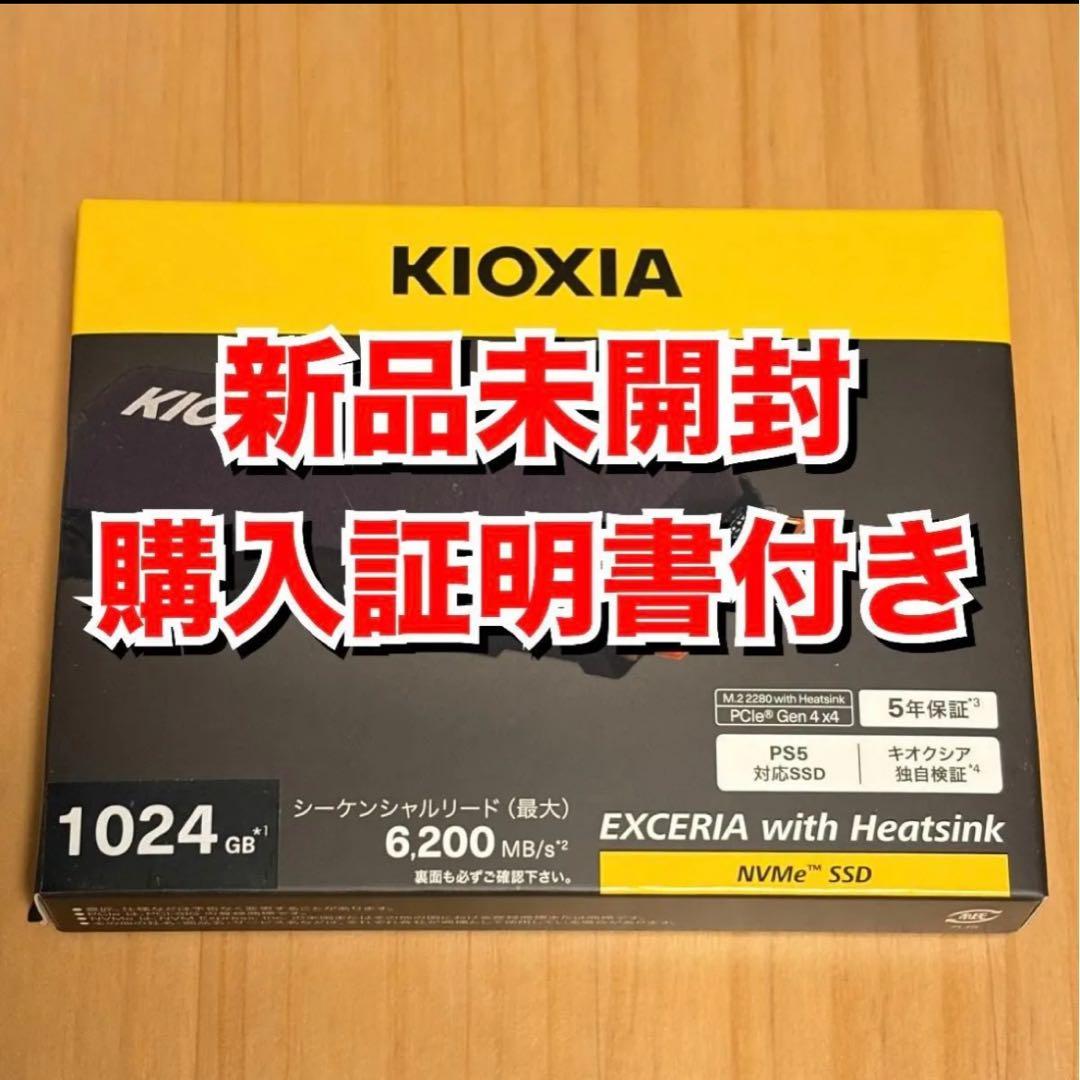 KIOXIA
新品未開封
KIO
購入証明書付き
M.2 2280 with Heatsink
PCIe® Gen 4 x4
5年保証*3
PS5
対応SSD
キオクシア
独自検証*4
1024 GB*1
シーケンシャルリード（最大）
6,200 MB/s*2
裏面も必ずご確認下さい。
EXCERIA with Heatsink
NVMe™ SSD